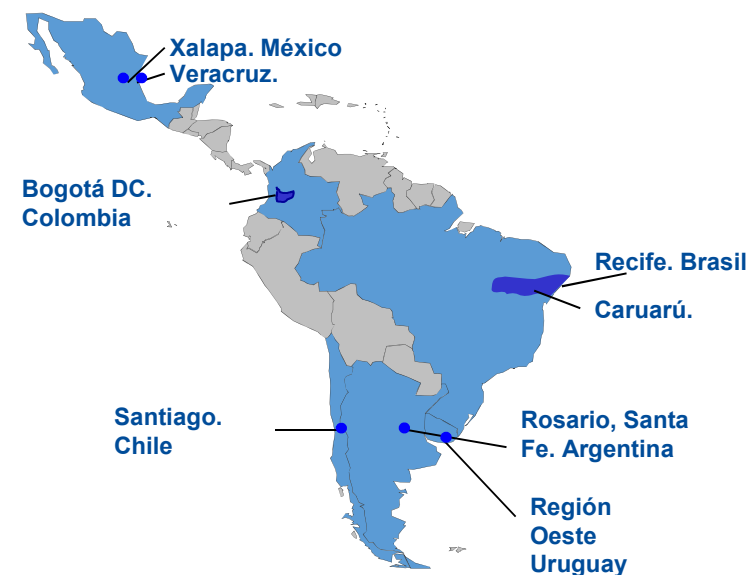 Xalapa. México
Veracruz.
Bogotá DC.
Colombia
Recife. Brasil
Caruarú.
Santiago.
Chile
Rosario, Santa
Fe. Argentina
Región
Oeste
Uruguay